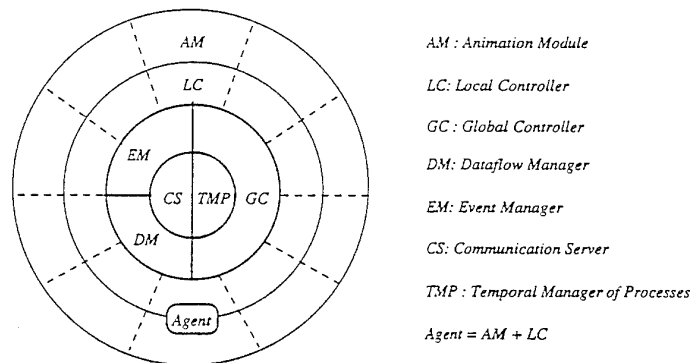 AM
LC
EM
CS
TMP
GC
DM
Agent
AM : Animation Module
LC: Local Controller
GC : Global Controller
DM: Dataflow Manager
EM: Event Manager
CS: Communication Server
TMP : Temporal Manager of Processes
Agent = AM + LC